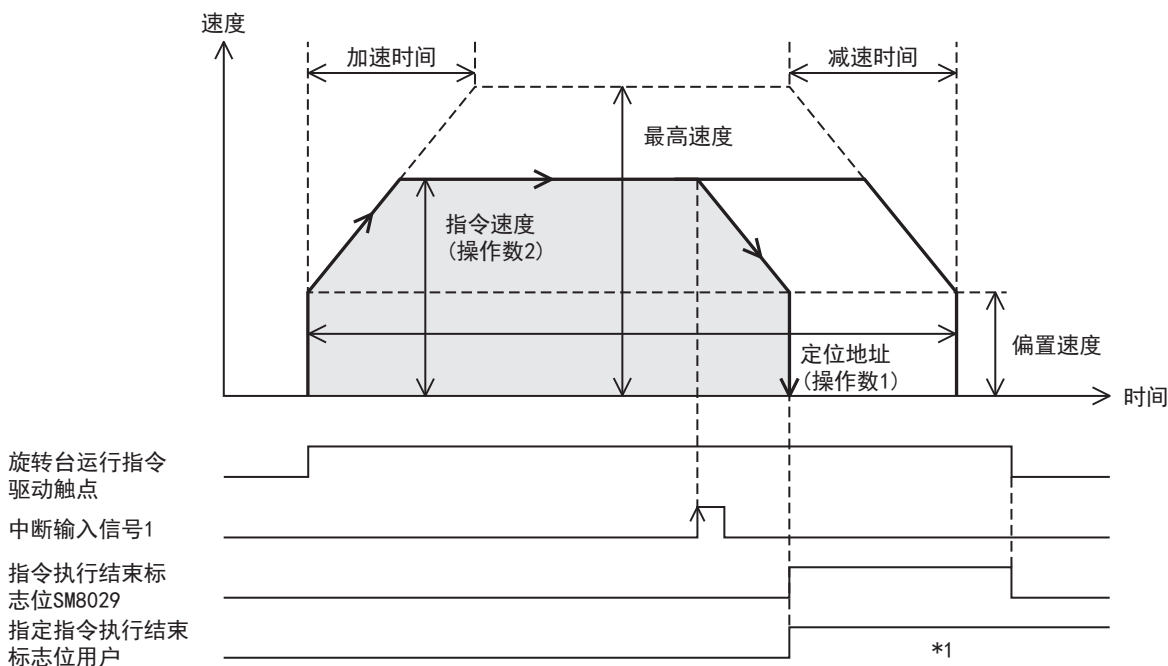 速度
加速时间
减速时间
最高速度
指令速度
(操作数2)
定位地址
(操作数1)
偏置速度
时间
旋转台运行指令
驱动触点
中断输入信号1
指令执行结束标
志位SM8029
指定指令执行结束
标志位用户
*1